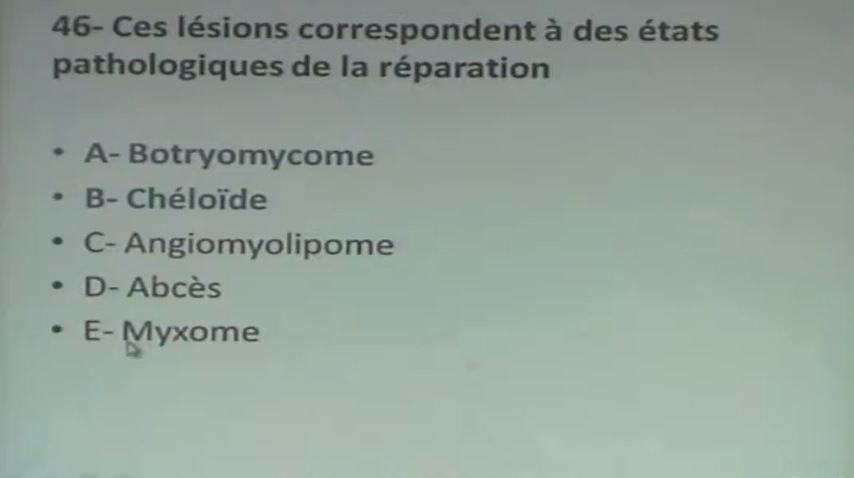 46- Ces lésions correspondent à des états
pathologiques de la réparation
• A- Botryomycome
• B- Chéloïde
• C- Angiomyolipome
• D- Abcès
• E- Myxome